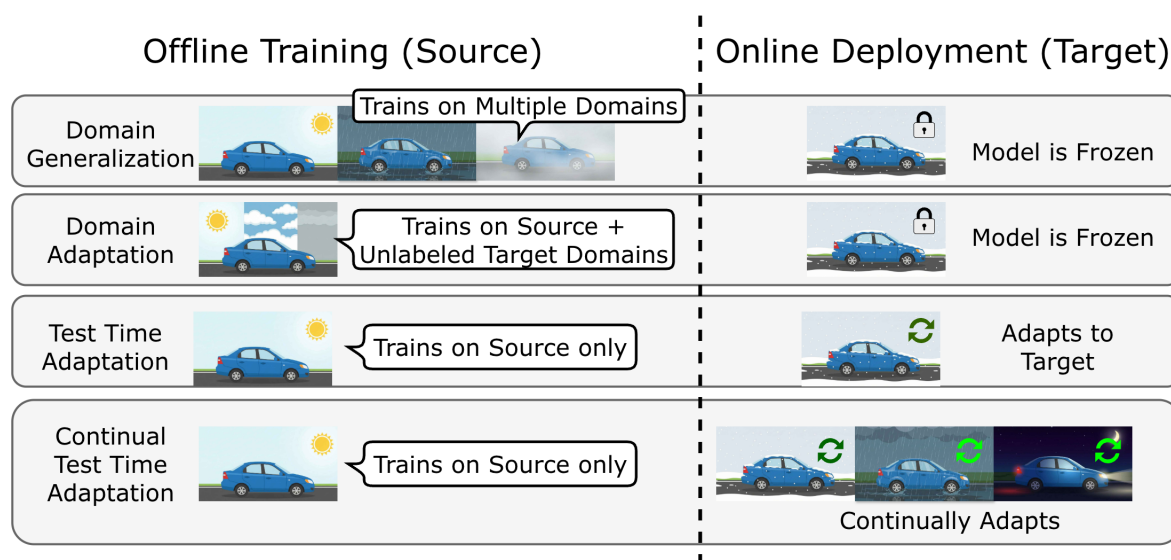 Offline Training (Source)
Online Deployment (Target)
Domain
Generalization
Trains on Multiple Domains
Model is Frozen
Domain
Adaptation
Trains on Source +
Unlabeled Target Domains
Model is Frozen
Test Time
Adaptation
Trains on Source only
Adapts to
Target
Continual
Test Time
Adaptation
Trains on Source only
Continually Adapts